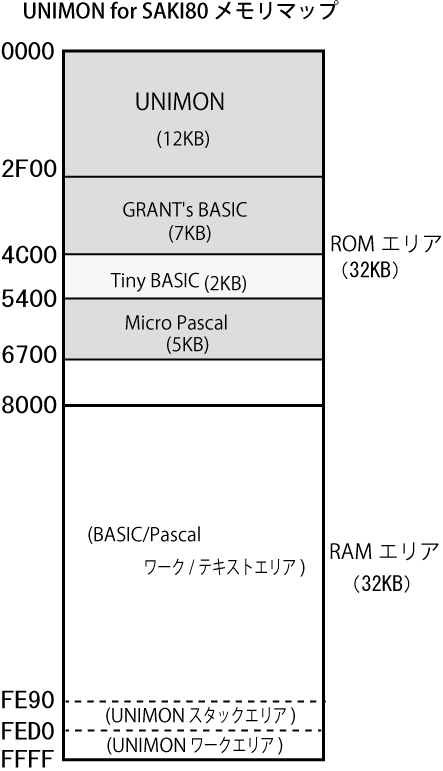 UNIMON for SAKI80 メモリマップ
0000
UNIMON
(12KB)
2F00
GRANT's BASIC
(7KB)
ROM エリア
(32KB)
4C00
Tiny BASIC (2KB)
5400
Micro Pascal
(5KB)
6700
8000
(BASIC/Pascal
ワーク / テキストエリア )
RAM エリア
(32KB)
FE90
(UNIMON スタックエリア )
FED0
(UNIMON ワークエリア )
FFFF